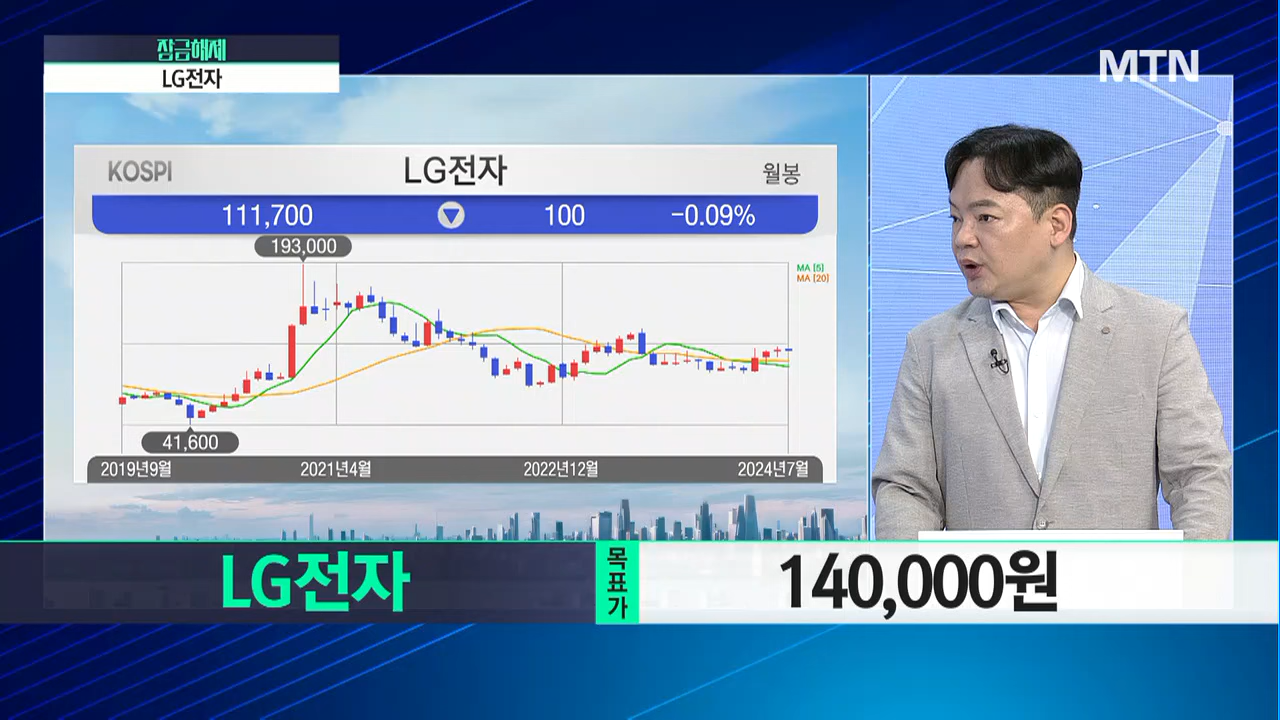 잠금해제
LG전자
MTN
KOSPI
LG전자
월봉
111,700
100
-0.09%
193,000
MA [5]
MA [20]
41,600
2019년9월
2021년4월
2022년12월
2024년7월
LG전자
목표가
140,000원